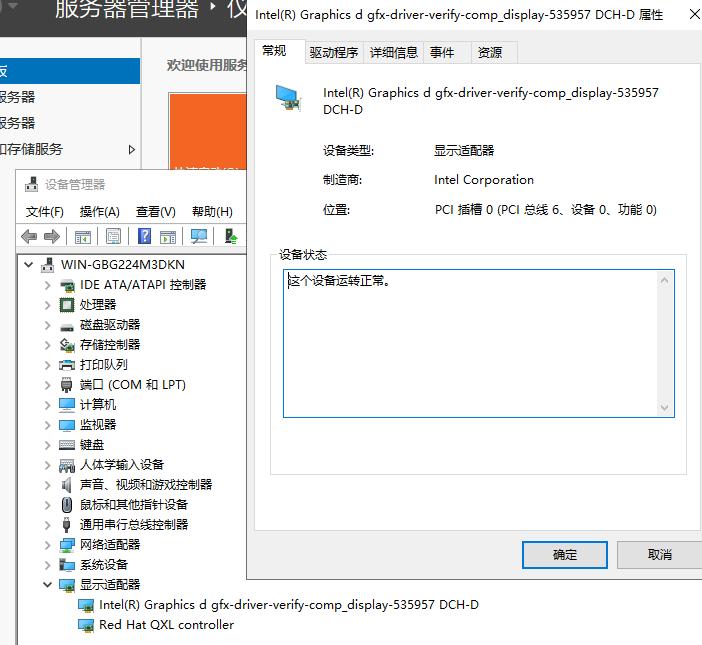 服务器管理器
Intel(R) Graphics d gfx-driver-verify-comp_display-535957 DCH-D 属性
常规
驱动程序
详细信息
事件
资源
欢迎使用服务
服务器
服务器
和存储服务
Intel(R) Graphics d gfx-driver-verify-comp_display-535957
DCH-D
设备类型:
显示适配器
制造商:
Intel Corporation
位置:
PCI 插槽 0 (PCI 总线 6、设备 0、功能 0)
设备状态
这个设备运转正常。
确定
取消
设备管理器
文件(F) 操作(A) 查看(V) 帮助(H)
WIN-GBG224M3DKN
IDE ATA/ATAPI 控制器
处理器
磁盘驱动器
存储控制器
打印队列
端口 (COM 和 LPT)
计算机
监视器
键盘
人体学输入设备
声音、视频和游戏控制器
鼠标和其他指针设备
通用串行总线控制器
网络适配器
系统设备
显示适配器
Intel(R) Graphics d gfx-driver-verify-comp_display-535957 DCH-D
Red Hat QXL controller